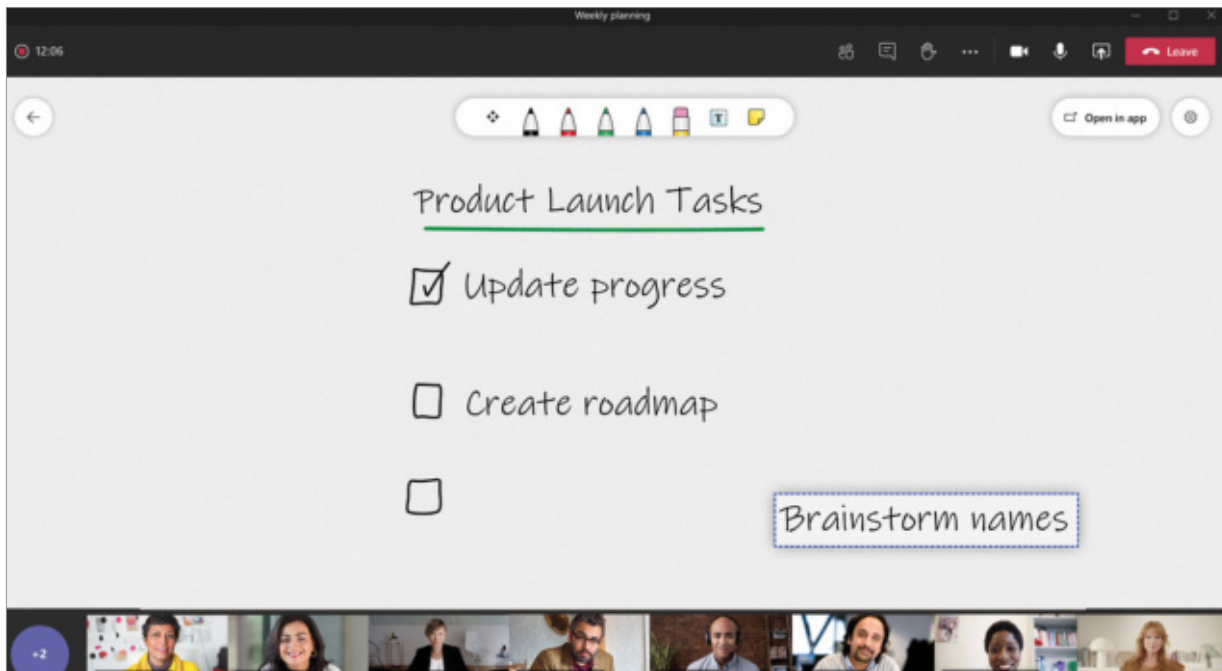 Weekly planning
12:06
Leave
T
Open in app
Product Launch Tasks
Update progress
Create roadmap
Brainstorm names
+2